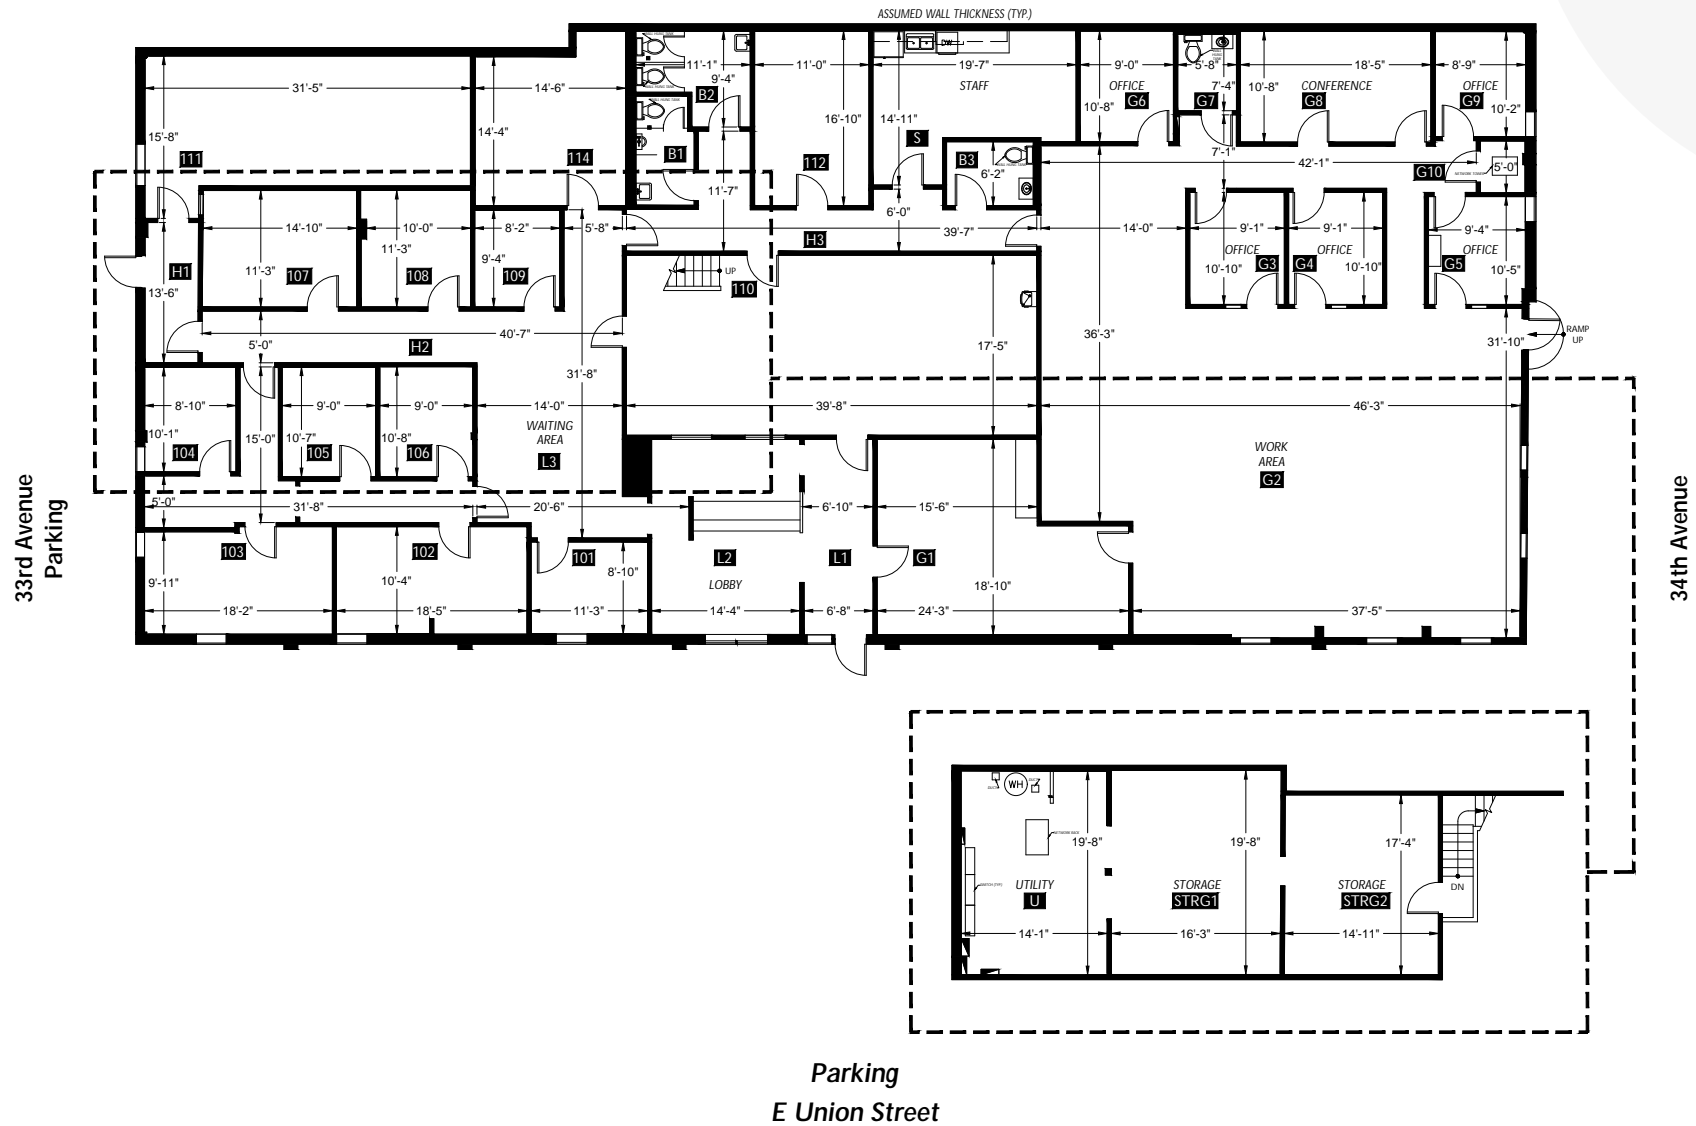 ASSUMED WALL THICKNESS (TYP.)
31'-5"
14'-6"
11'-1"
9'-4"
B2
11'-0"
19'-7"
STAFF
DW
9'-0"
OFFICE
G6
10'-8"
5'-8"
7'-4"
G7
10'-8"
18'-5"
CONFERENCE
G8
8'-9"
OFFICE
G9
10'-2"
15'-8"
111
14'-4"
114
B1
11'-7"
16'-10"
112
14'-11"
S
B3
6'-2"
6'-0"
7'-1"
42'-1"
G10
5'-0"
14'-10"
10'-0"
8'-2"
5'-8"
39'-7"
H3
14'-0"
9'-1"
OFFICE
G3
10'-10"
9'-1"
OFFICE
G4
10'-10"
9'-4"
OFFICE
G5
10'-5"
H1
13'-6"
11'-3"
107
11'-3"
108
9'-4"
109
UP
110
5'-0"
40'-7"
H2
31'-8"
17'-5"
36'-3"
31'-10"
RAMP
UP
8'-10"
10'-1"
104
15'-0"
9'-0"
10'-7"
105
9'-0"
10'-8"
106
14'-0"
WAITING
AREA
L3
39'-8"
46'-3"
WORK
AREA
G2
5'-0"
31'-8"
20'-6"
6'-10"
15'-6"
103
102
101
L2
LOBBY
L1
G1
9'-11"
10'-4"
8'-10"
18'-10"
18'-2"
18'-5"
11'-3"
14'-4"
6'-8"
24'-3"
37'-5"
33rd Avenue
Parking
34th Avenue
WH
19'-8"
19'-8"
17'-4"
UTILITY
U
STORAGE
STRG1
STORAGE
STRG2
DN
14'-1"
16'-3"
14'-11"
Parking
E Union Street